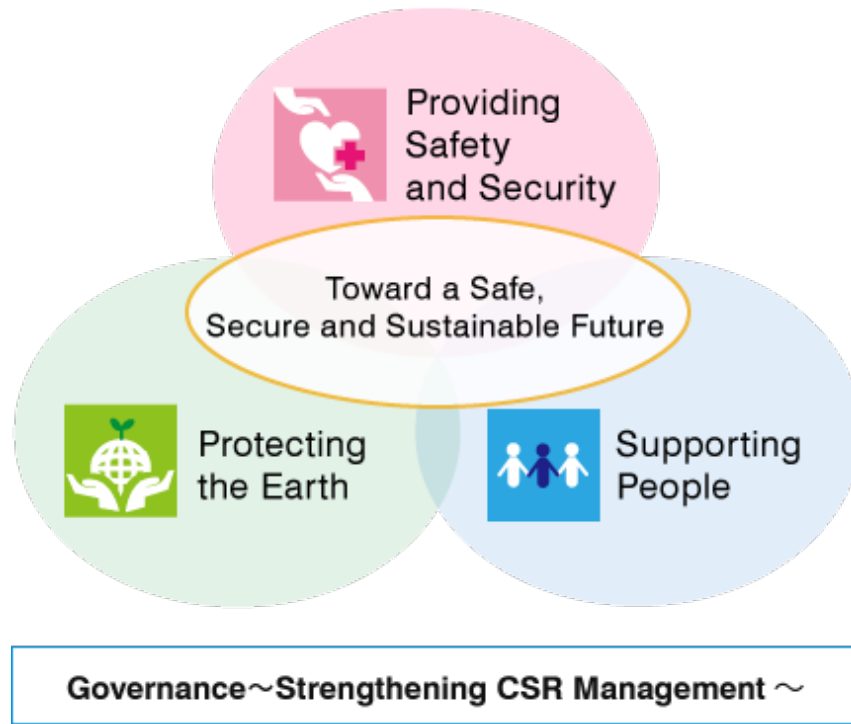 Providing
Safety
and Security
Toward a Safe,
Secure and Sustainable Future
Protecting
the Earth
Supporting
People
Governance～Strengthening CSR Management ～